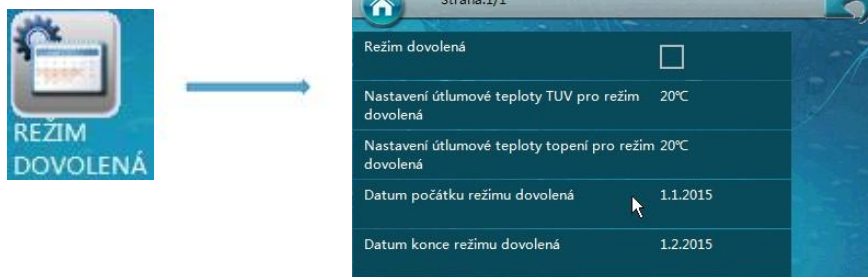 REŽIM
DOVOLENÁ
Strana:1/1
Režim dovolená
Nastavení útlumové teploty TUV pro režim 20℃
dovolená
Nastavení útlumové teploty topení pro režim 20℃
dovolená
Datum počátku režimu dovolená 1.1.2015
Datum konce režimu dovolená 1.2.2015